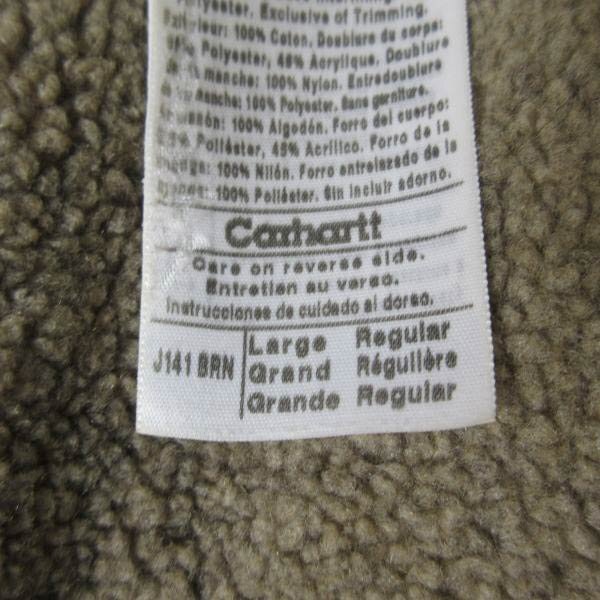 Polyester, Exclusive of Trimming.
100% Coton, Doublure du corps:
Polyester, 45% Acrylique, Doublure
manche: 100% Nylon. Entredoublure
manche: 100% Polyester. Sans garniture.
100% Algodón. Forro del cuerpo:
Poliéster, 45% Acrílico. Forro de la
100% Nilón. Forro entrelazado de la
100% Poliéster. Sin incluir adorno.
Carhartt
Care on reverse side.
Entretien au verso.
Instrucciones de cuidado al dorso.
J141 BRN
Large Regular
Grand Régulière
Grande Regular